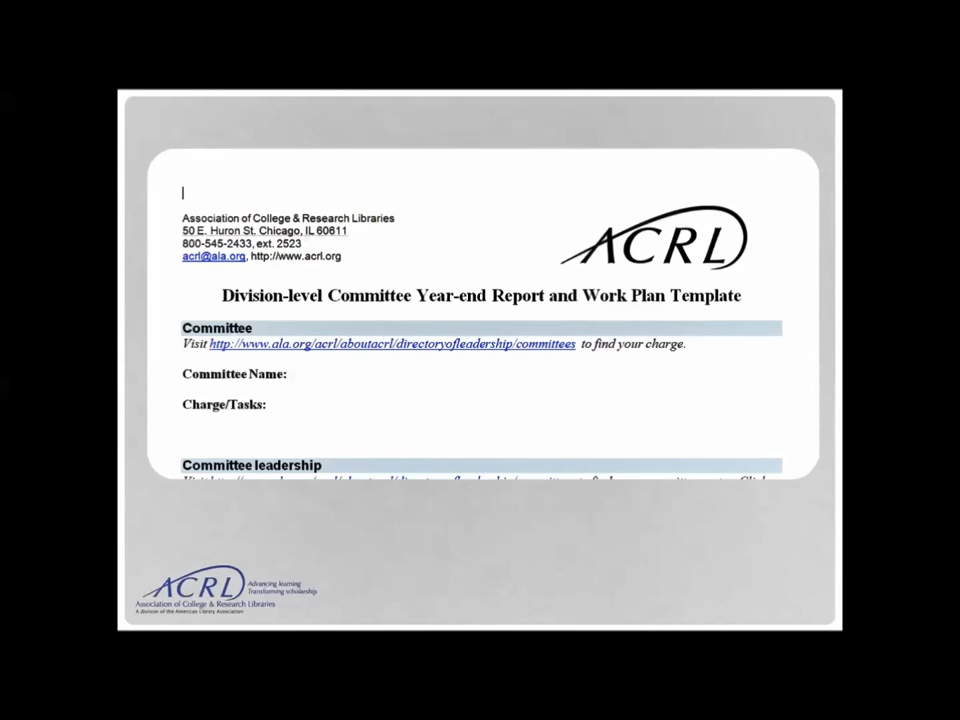 Association of College & Research Libraries
50 E. Huron St. Chicago, IL 60611
800-545-2433, ext. 2523
acrl@ala.org, http://www.acrl.org
ACRL
Division-level Committee Year-end Report and Work Plan Template
Committee
Visit http://www.ala.org/acrl/aboutacrl/directoryofleadership/committees to find your charge.
Committee Name:
Charge/Tasks:
Committee leadership
ACRL
Advancing learning
Transforming scholarship
Association of College & Research Libraries
A division of the American Library Association